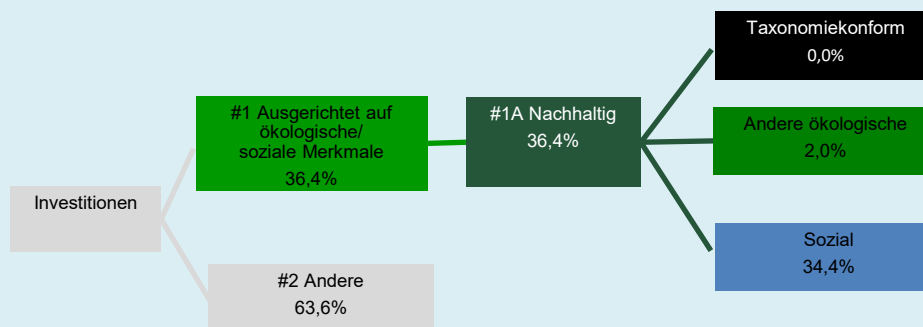 Investitionen
#1 Ausgerichtet auf
ökologische/
soziale Merkmale
36,4%
#2 Andere
63,6%
#1A Nachhaltig
36,4%
Taxonomiekonform
0,0%
Andere ökologische
2,0%
Sozial
34,4%